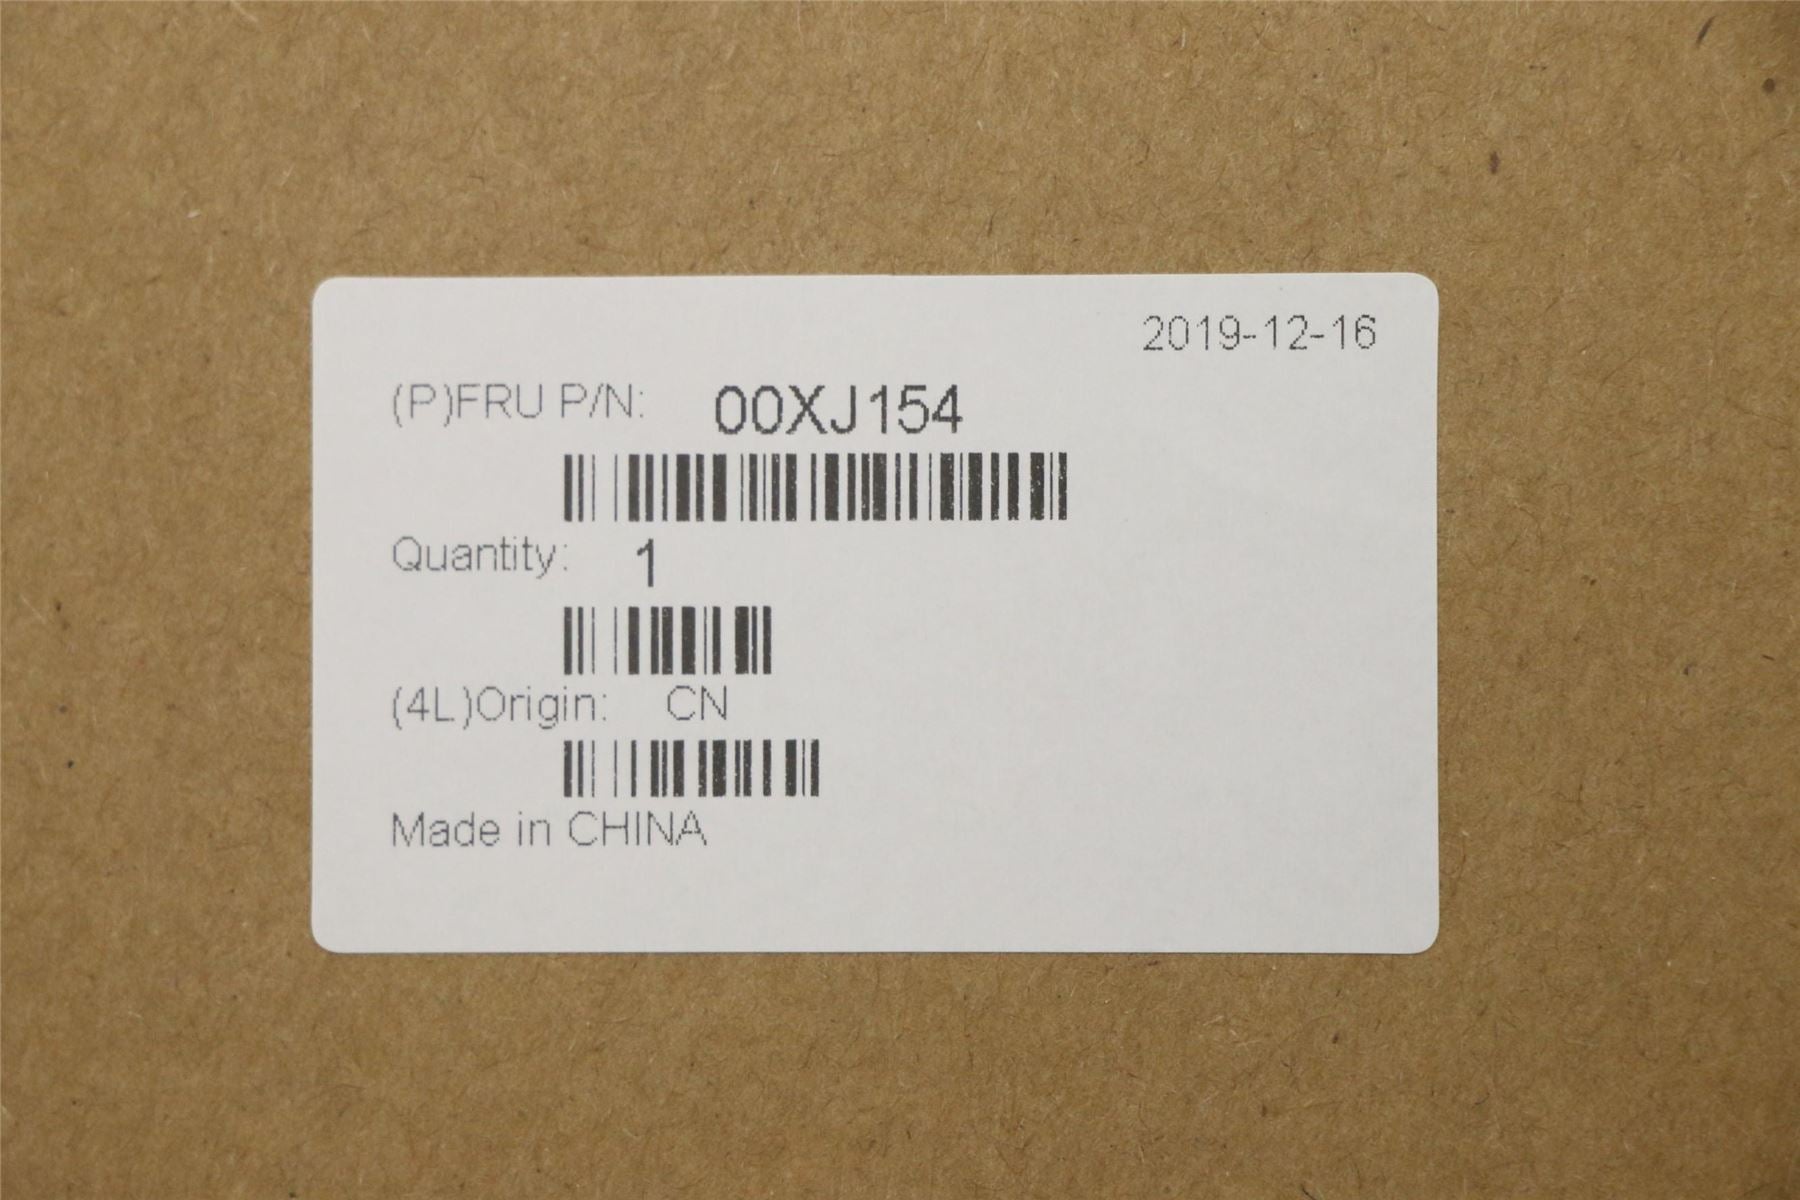 2019-12-16
(P)FRU P/N: 00XJ154
Quantity: 1
(4L)Origin: CN
Made in CHINA